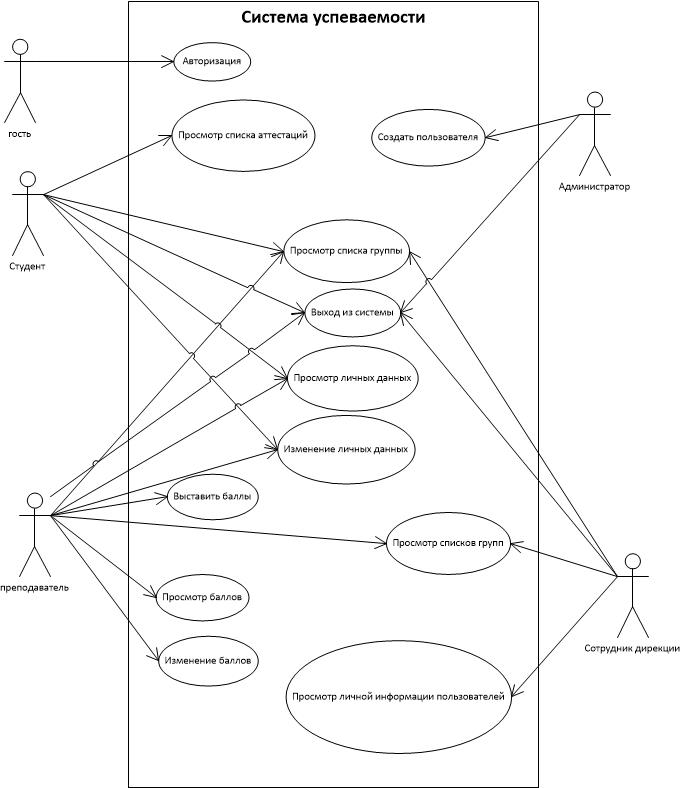 Система успеваемости
Авторизация
гость
Просмотр списка аттестаций
Создать пользователя
Администратор
Студент
Просмотр списка группы
Выход из системы
Просмотр личных данных
Изменение личных данных
Выставить баллы
Просмотр списков групп
преподаватель
Просмотр баллов
Сотрудник дирекции
Изменение баллов
Просмотр личной информации пользователей